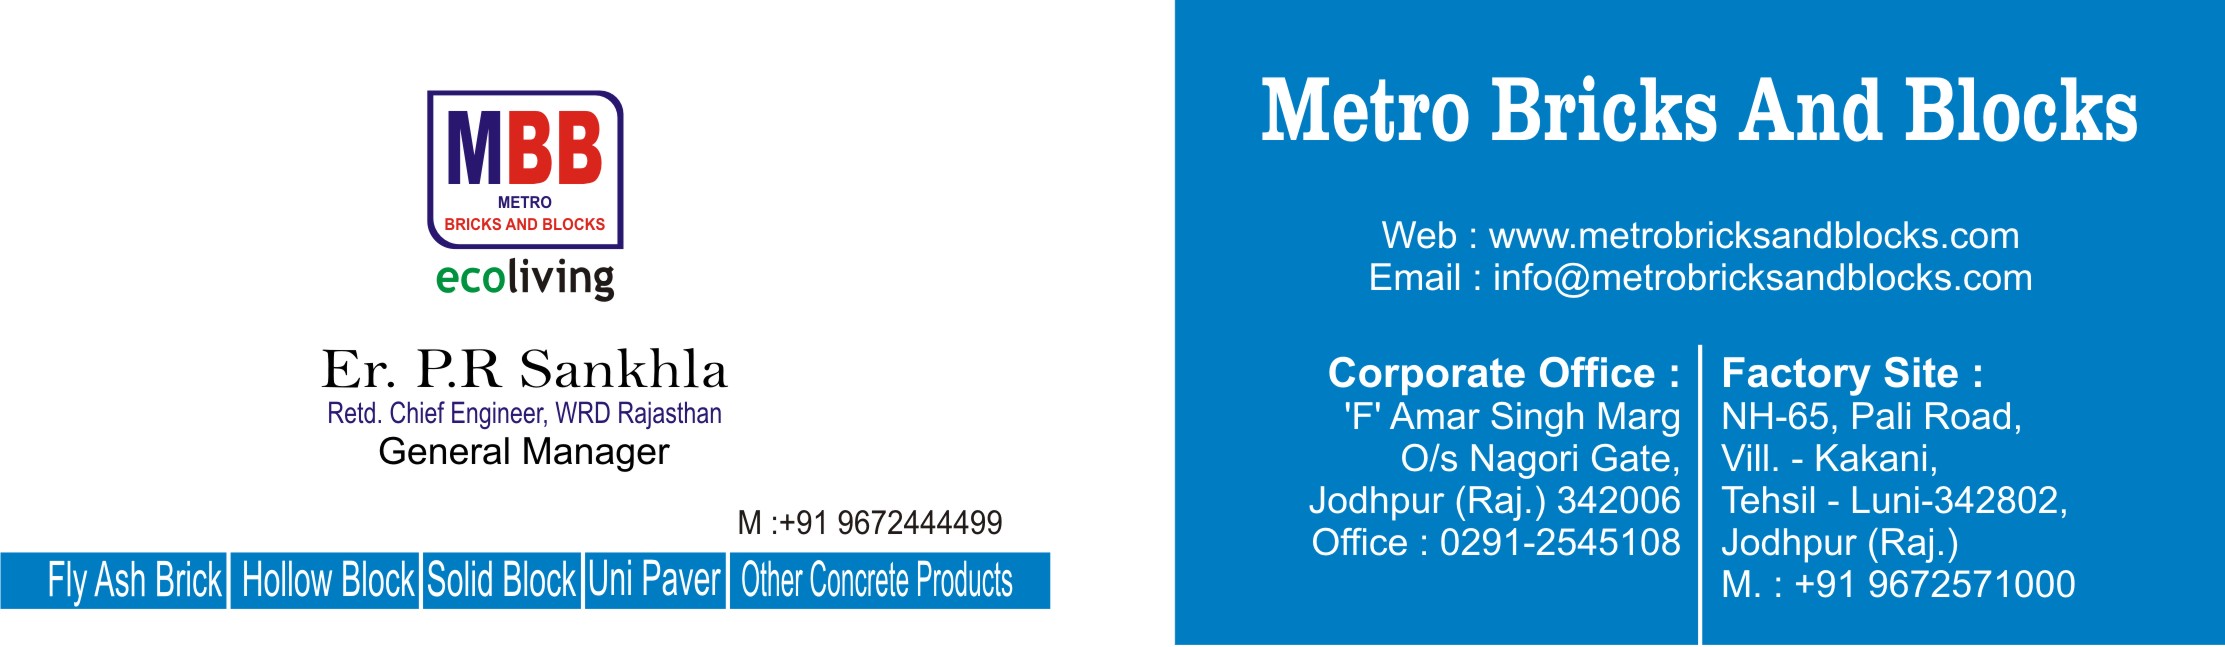 MBB
METRO
BRICKS AND BLOCKS
ecoliving
Er. P.R Sankhla
Retd. Chief Engineer, WRD Rajasthan
General Manager
M :+91 9672444499
Fly Ash Brick Hollow Block Solid Block Uni Paver Other Concrete Products
Metro Bricks And Blocks
Web : www.metrobricksandblocks.com
Email : info@metrobricksandblocks.com
Corporate Office :
'F' Amar Singh Marg
O/s Nagori Gate,
Jodhpur (Raj.) 342006
Office : 0291-2545108
Factory Site :
NH-65, Pali Road,
Vill. - Kakani,
Tehsil - Luni-342802,
Jodhpur (Raj.)
M. : +91 9672571000